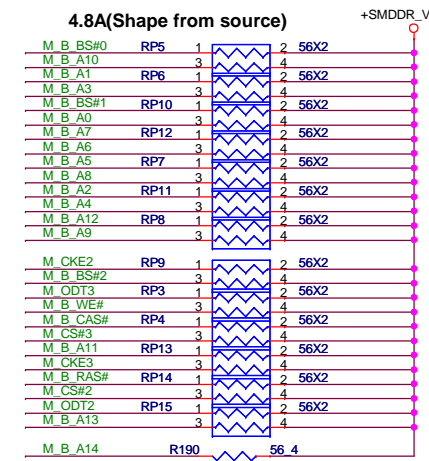 4.8A(Shape from source) +SMDDR_V
M_B_BS#0 RP5 1 2 56X2
M_B_A10 3 4
M_B_A1 RP6 1 2 56X2
M_B_A3 3 4
M_B_BS#1 RP10 1 2 56X2
M_B_A0 3 4
M_B_A7 RP12 1 2 56X2
M_B_A6 3 4
M_B_A5 RP7 1 2 56X2
M_B_A8 3 4
M_B_A2 RP11 1 2 56X2
M_B_A4 3 4
M_B_A12 RP8 1 2 56X2
M_B_A9 3 4
M_CKE2 RP9 1 2 56X2
M_B_BS#2 3 4
M_ODT3 RP3 1 2 56X2
M_B_WE# 3 4
M_B_CAS# RP4 1 2 56X2
M_CS#3 3 4
M_B_A11 RP13 1 2 56X2
M_CKE3 3 4
M_B_RAS# RP14 1 2 56X2
M_CS#2 3 4
M_ODT2 RP15 1 2 56X2
M_B_A13 3 4
M_B_A14 R190 56_4